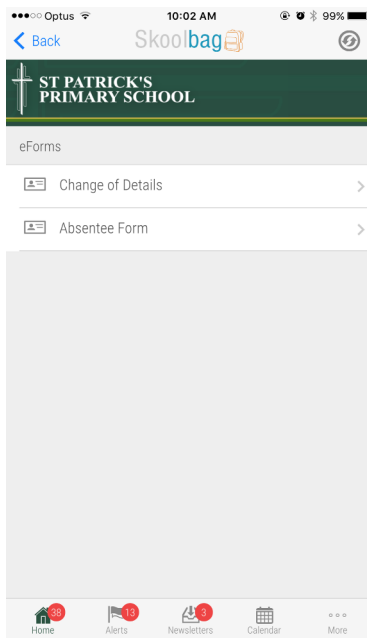 Optus 10:02 AM 99%
Back Skoolbag
ST PATRICK'S
PRIMARY SCHOOL
eForms
Change of Details
Absentee Form
38 13 3
Home Alerts Newsletters Calendar More